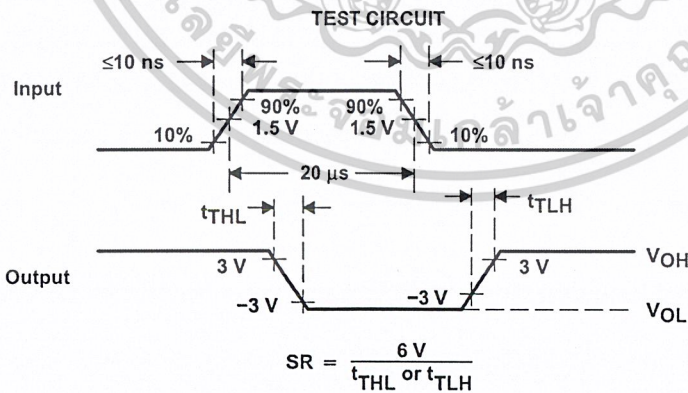 TEST CIRCUIT
≤10 ns
≤10 ns
Input
90%
90%
1.5 V
1.5 V
10%
10%
20 μs
tTHL
tTLH
Output
3 V
3 V
VOH
−3 V
−3 V
VOL
SR = 6 V / tTHL or tTLH